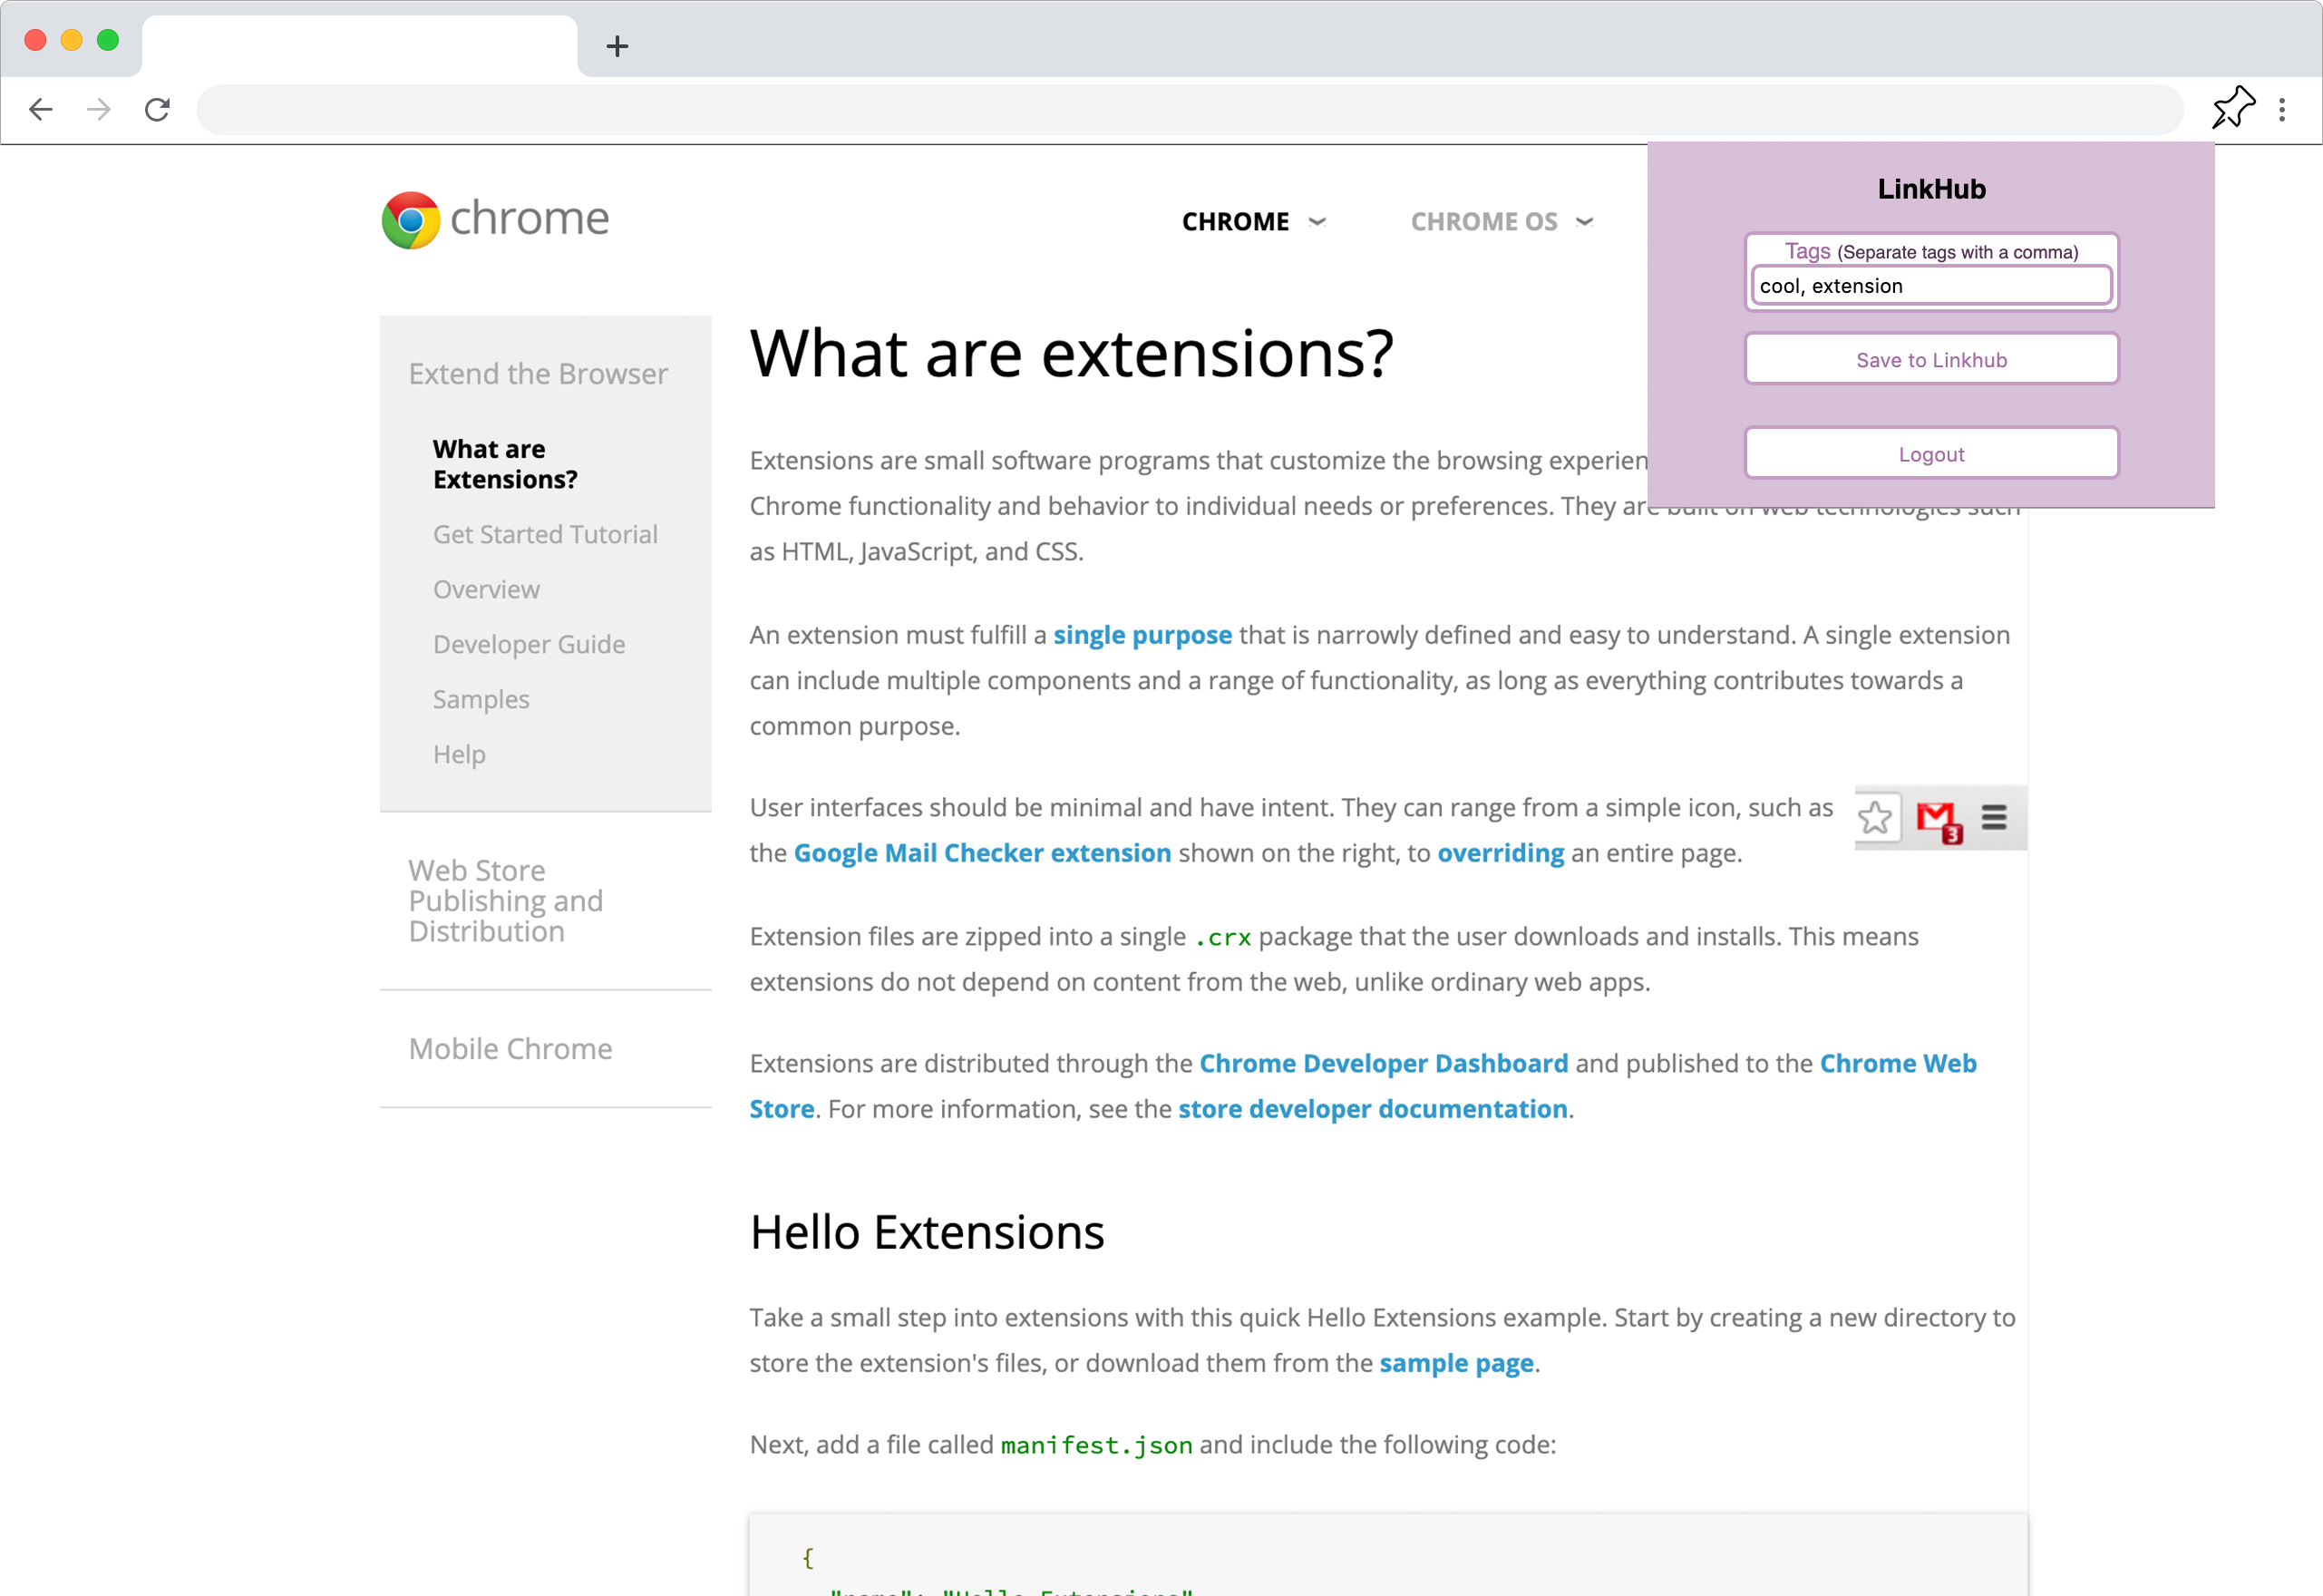 chrome
CHROME
CHROME OS
LinkHub
Tags (Separate tags with a comma)
cool, extension
Save to Linkhub
Logout
Extend the Browser
What are
Extensions?
Get Started Tutorial
Overview
Developer Guide
Samples
Help
Web Store
Publishing and
Distribution
Mobile Chrome
What are extensions?
Extensions are small software programs that customize the browsing
Chrome functionality and behavior to individual needs or preferences. They are built on web technologies such
as HTML, JavaScript, and CSS.
An extension must fulfill a single purpose that is narrowly defined and easy to understand. A single extension
can include multiple components and a range of functionality, as long as everything contributes towards a
common purpose.
User interfaces should be minimal and have intent. They can range from a simple icon, such as
the Google Mail Checker extension shown on the right, to overriding an entire page.
3
Extension files are zipped into a single .crx package that the user downloads and installs. This means
extensions do not depend on content from the web, unlike ordinary web apps.
Extensions are distributed through the Chrome Developer Dashboard and published to the Chrome Web
Store. For more information, see the store developer documentation.
Hello Extensions
Take a small step into extensions with this quick Hello Extensions example. Start by creating a new directory to
store the extension's files, or download them from the sample page.
Next, add a file called manifest.json and include the following code:
{
"name": "Hello Extensions"